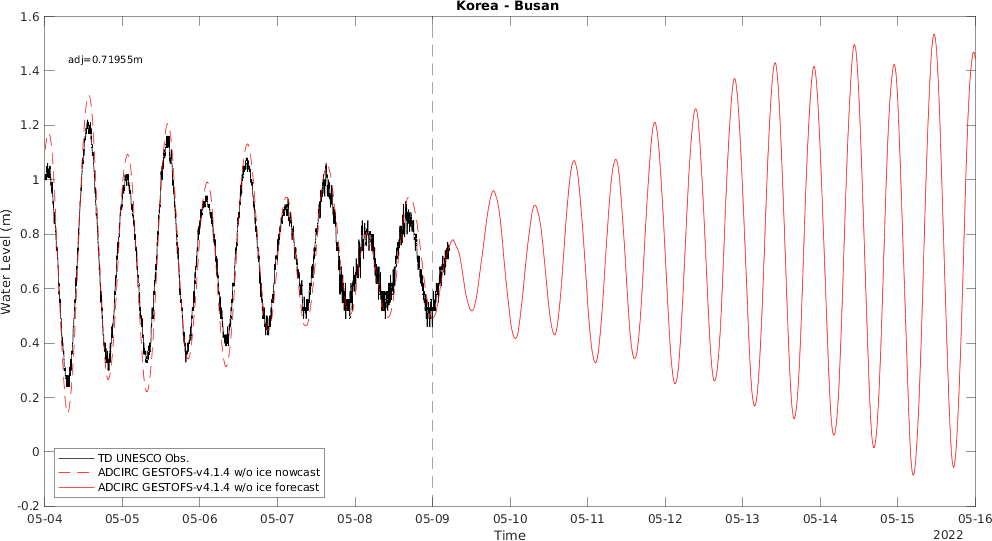 Korea - Busan
adj=0.71955m
Water Level (m)
1.6
1.4
1.2
1
0.8
0.6
0.4
0.2
0
-0.2
TD UNESCO Obs.
ADCIRC GESTOFS-v4.1.4 w/o ice nowcast
ADCIRC GESTOFS-v4.1.4 w/o ice forecast
05-04 05-05 05-06 05-07 05-08 05-09 05-10 05-11 05-12 05-13 05-14 05-15 05-16
Time
2022